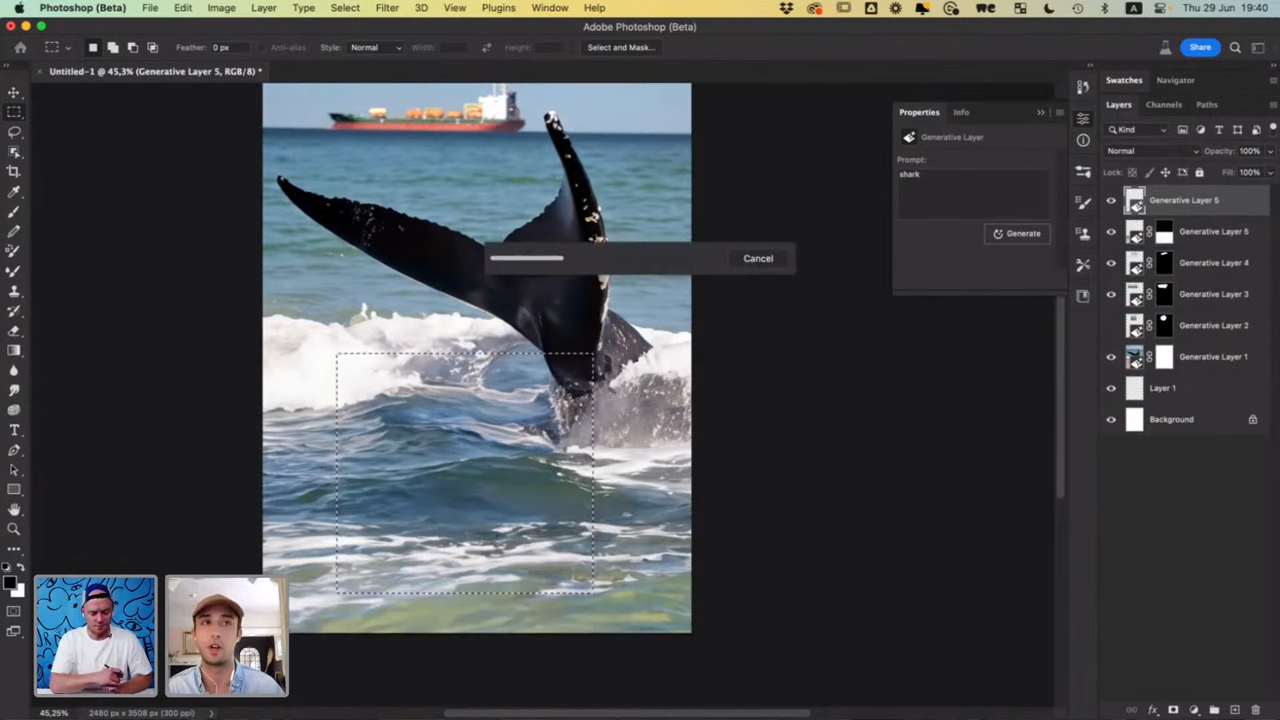 Photoshop (Beta) File Edit Image Layer Type Select Filter 3D View Plugins Window Help A Thu 29 Jun 19:40
Adobe Photoshop (Beta)
Feather: 0 px Anti-alias Style: Normal Width: Height: Select and Mask... Share
× Untitled-1 @ 45,3% (Generative Layer 5, RGB/8) *
Swatches Navigator
Layers Channels Paths
Kind
Normal Opacity: 100%
Lock: Fill: 100%
Properties Info
Generative Layer
Prompt:
shark
Generate
Cancel
Generative Layer 5
Generative Layer 6
Generative Layer 4
Generative Layer 3
Generative Layer 2
Generative Layer 1
Layer 1
Background
45,25% 2480 px x 3508 px (300 ppi)
fx